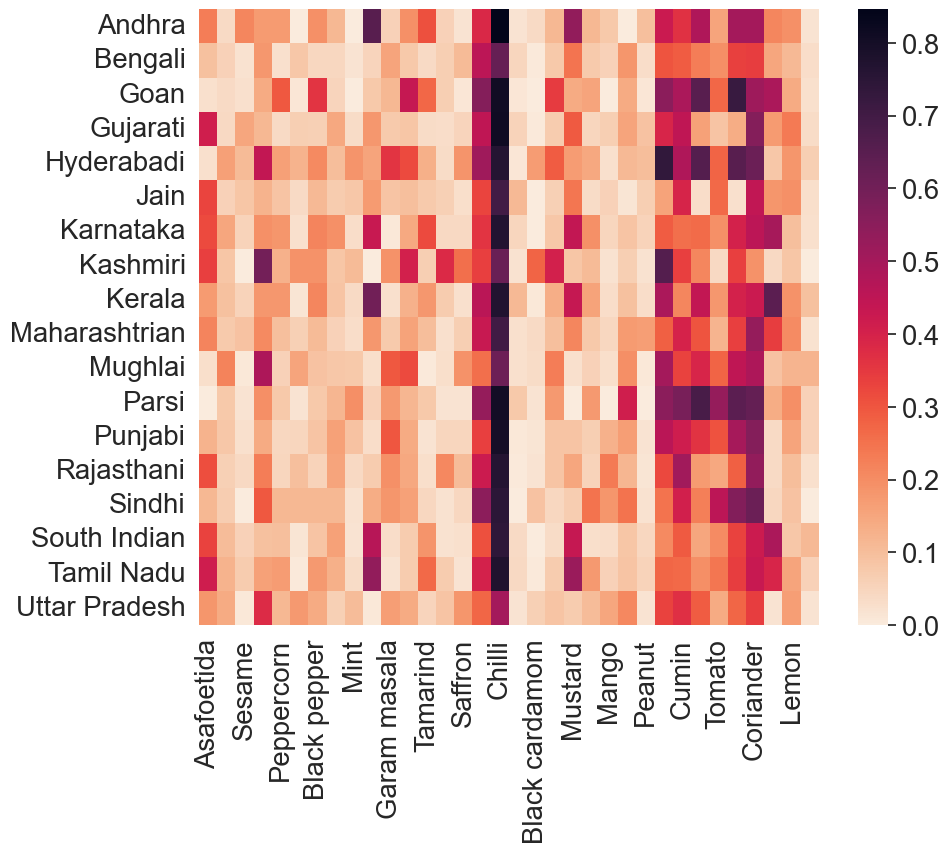 Andhra
Bengali
Goan
Gujarati
Hyderabadi
Jain
Karnataka
Kashmiri
Kerala
Maharashtrian
Mughlai
Parsi
Punjabi
Rajasthani
Sindhi
South Indian
Tamil Nadu
Uttar Pradesh
Asafoetida
Sesame
Peppercorn
Black pepper
Mint
Garam masala
Tamarind
Saffron
Chilli
Black cardamom
Mustard
Mango
Peanut
Cumin
Tomato
Coriander
Lemon
0.8
0.7
0.6
0.5
0.4
0.3
0.2
0.1
0.0